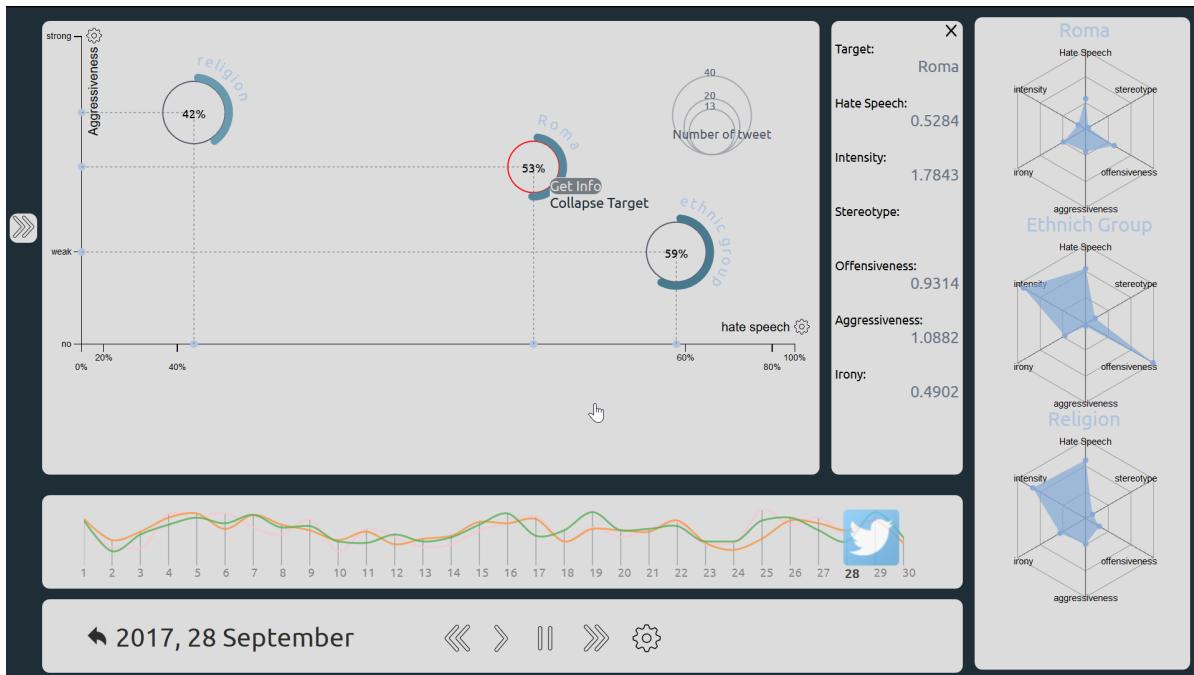 strong
Aggressiveness
religion
42%
Roma
53%
Get Info
Collapse Target
40
20
13
Number of tweet
weak
ethnic group
59%
hate speech
no
0%
20%
40%
60%
80%
100%
Target:
Roma
Hate Speech:
0.5284
Intensity:
1.7843
Stereotype:
Offensiveness:
0.9314
Aggressiveness:
1.0882
Irony:
0.4902
Roma
Hate Speech
intensity
stereotype
irony
offensiveness
aggressiveness
Ethnich Group
Hate Speech
intensity
stereotype
irony
offensiveness
aggressiveness
Religion
Hate Speech
intensity
stereotype
irony
offensiveness
aggressiveness
1 2 3 4 5 6 7 8 9 10 11 12 13 14 15 16 17 18 19 20 21 22 23 24 25 26 27 28 29 30
2017, 28 September